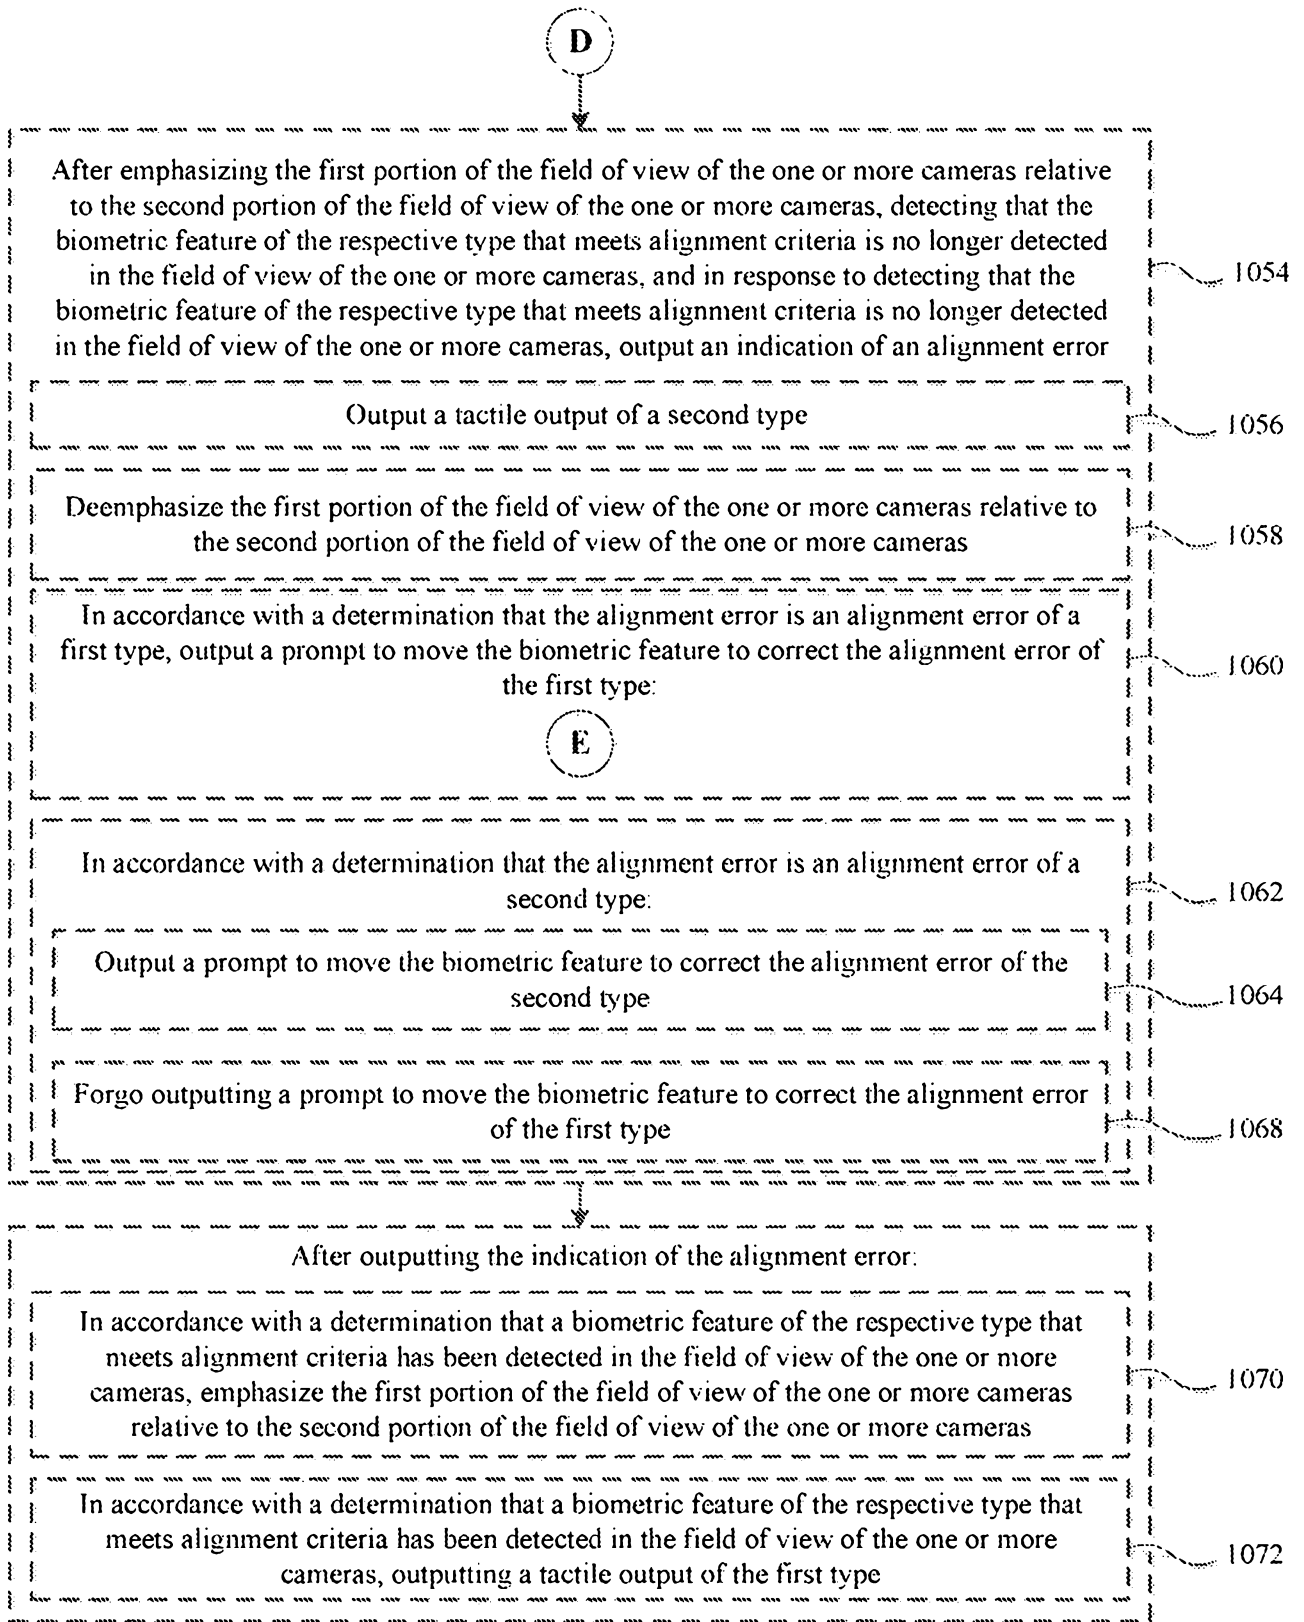 D
After emphasizing the first portion of the field of view of the one or more cameras relative
to the second portion of the field of view of the one or more cameras, detecting that the
biometric feature of the respective type that meets alignment criteria is no longer detected
in the field of view of the one or more cameras, and in response to detecting that the
biometric feature of the respective type that meets alignment criteria is no longer detected
in the field of view of the one or more cameras, output an indication of an alignment error
1054
Output a tactile output of a second type
1056
Deemphasize the first portion of the field of view of the one or more cameras relative to
the second portion of the field of view of the one or more cameras
1058
In accordance with a determination that the alignment error is an alignment error of a
first type, output a prompt to move the biometric feature to correct the alignment error of
the first type:
1060
E
In accordance with a determination that the alignment error is an alignment error of a
second type:
1062
Output a prompt to move the biometric feature to correct the alignment error of the
second type
1064
Forgo outputting a prompt to move the biometric feature to correct the alignment error
of the first type
1068
After outputting the indication of the alignment error:
In accordance with a determination that a biometric feature of the respective type that
meets alignment criteria has been detected in the field of view of the one or more
cameras, emphasize the first portion of the field of view of the one or more cameras
relative to the second portion of the field of view of the one or more cameras
1070
In accordance with a determination that a biometric feature of the respective type that
meets alignment criteria has been detected in the field of view of the one or more
cameras, outputting a tactile output of the first type
1072